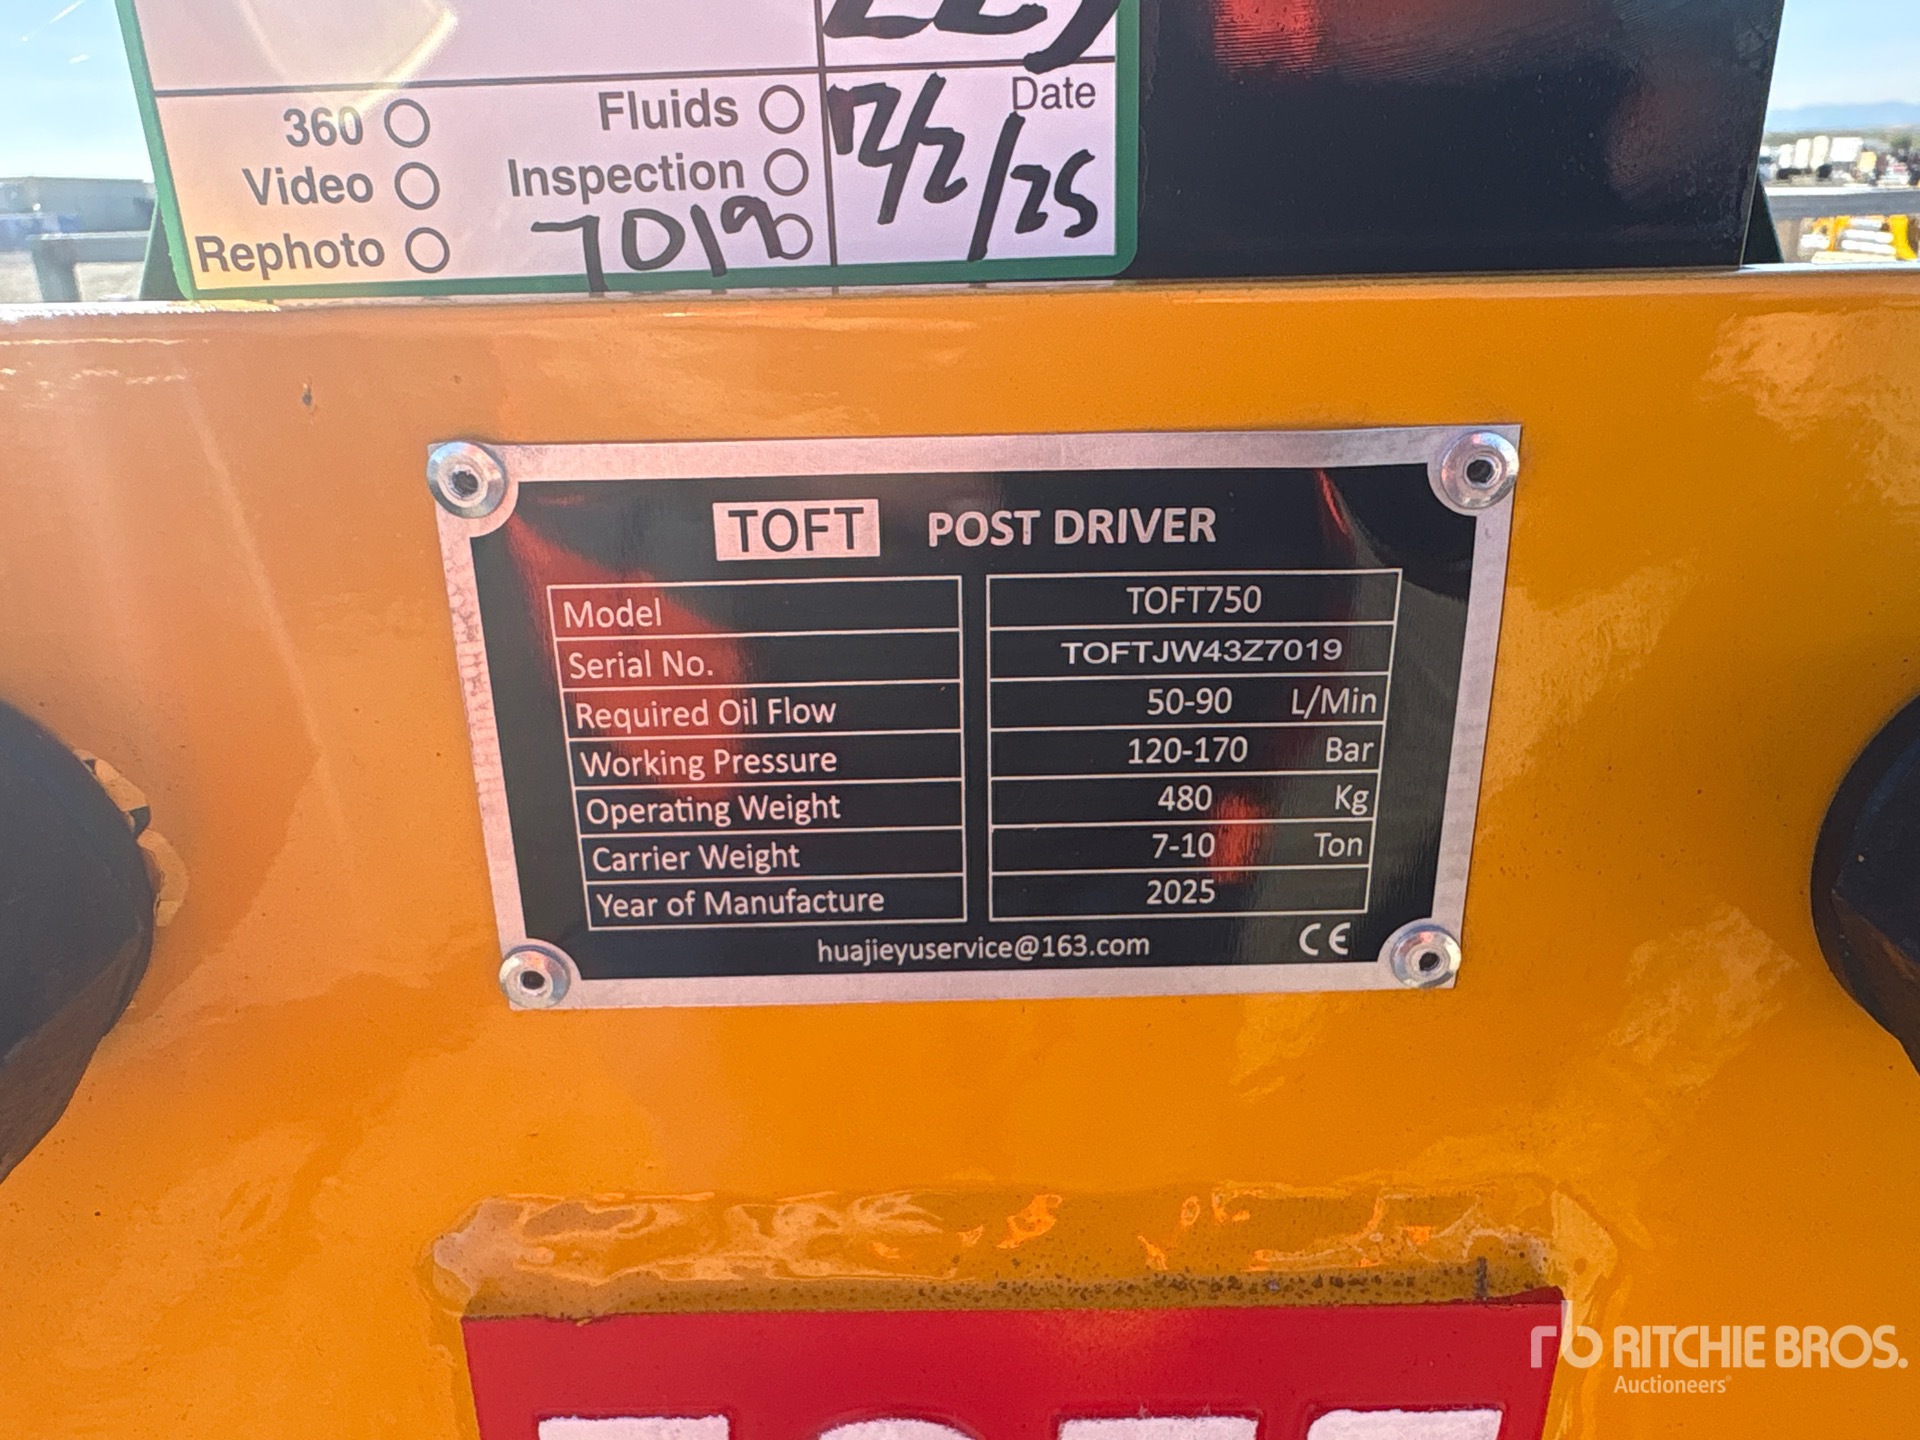 360
Fluids
Date
Video
Inspection
12/2/25
Rephoto
7019
TOFT POST DRIVER
Model TOFT750
Serial No. TOFTJW43Z7019
Required Oil Flow 50-90 L/Min
Working Pressure 120-170 Bar
Operating Weight 480 Kg
Carrier Weight 7-10 Ton
Year of Manufacture 2025
huajieyuservice@163.com CE
rb RITCHIE BROS.
Auctioneers